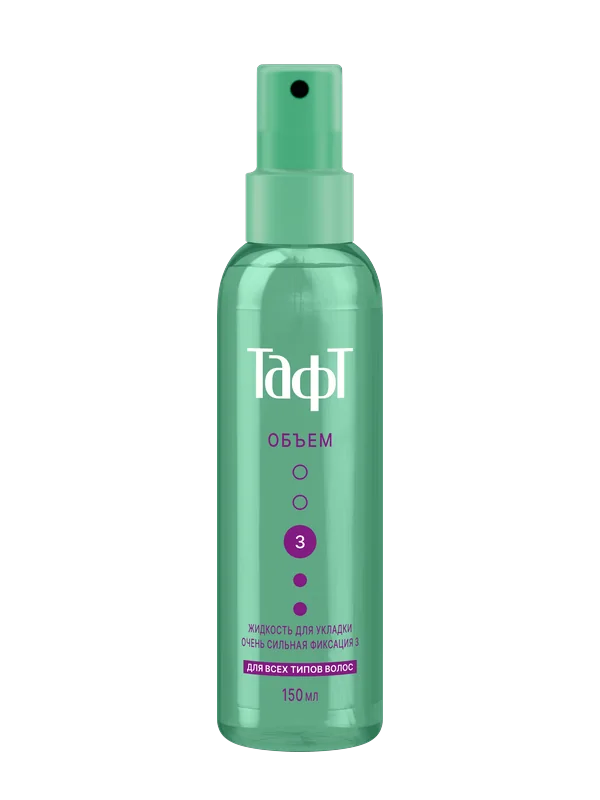 Тафт
ОБЪЕМ
3
ЖИДКОСТЬ ДЛЯ УКЛАДКИ
ОЧЕНЬ СИЛЬНАЯ ФИКСАЦИЯ 3
ДЛЯ ВСЕХ ТИПОВ ВОЛОС
150 мл